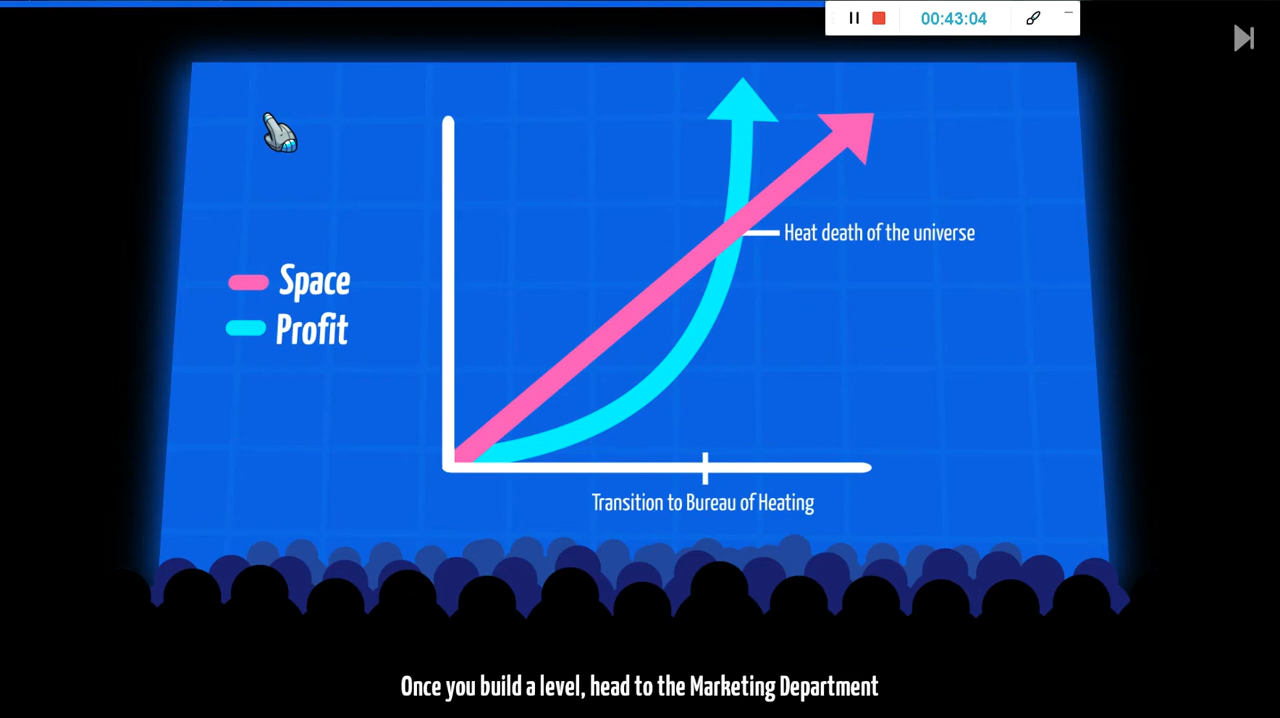 00:43:04
Heat death of the universe
Space
Profit
Transition to Bureau of Heating
Once you build a level, head to the Marketing Department